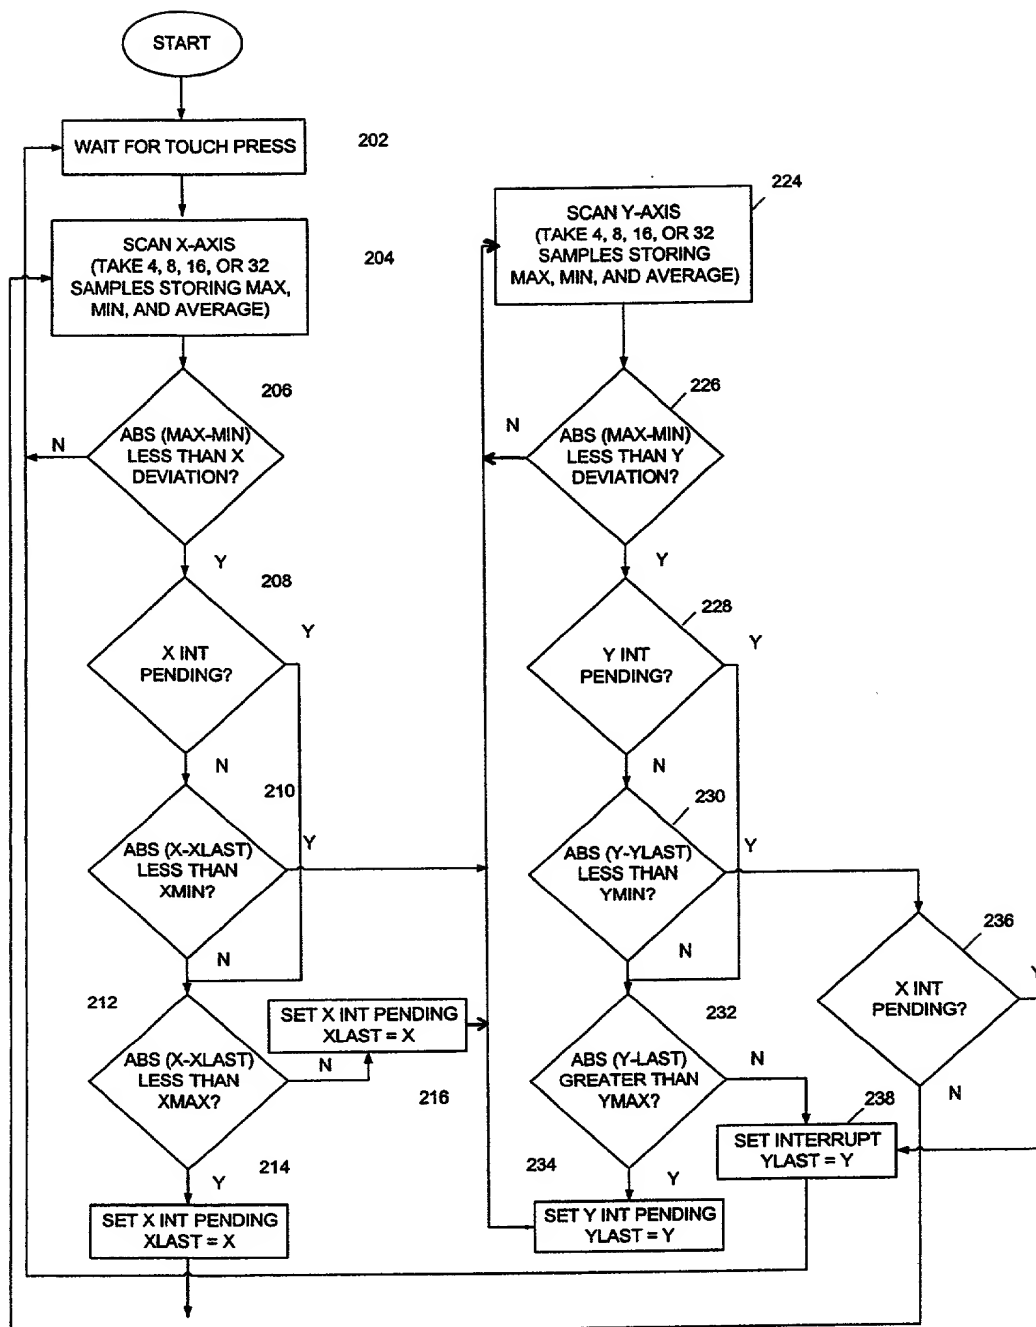 START
WAIT FOR TOUCH PRESS
202
SCAN X-AXIS
(TAKE 4, 8, 16, OR 32
SAMPLES STORING MAX,
MIN, AND AVERAGE)
204
206
ABS (MAX-MIN)
LESS THAN X
DEVIATION?
N
Y
208
X INT
PENDING?
Y
N
210
ABS (X-XLAST)
LESS THAN
XMIN?
Y
N
212
ABS (X-XLAST)
LESS THAN
XMAX?
N
SET X INT PENDING
XLAST = X
216
Y
214
SET X INT PENDING
XLAST = X
224
SCAN Y-AXIS
(TAKE 4, 8, 16, OR 32
SAMPLES STORING
MAX, MIN, AND AVERAGE)
226
ABS (MAX-MIN)
LESS THAN Y
DEVIATION?
N
Y
228
Y INT
PENDING?
Y
N
230
ABS (Y-YLAST)
LESS THAN
YMIN?
Y
N
232
ABS (Y-LAST)
GREATER THAN
YMAX?
N
Y
234
SET Y INT PENDING
YLAST = Y
236
X INT
PENDING?
Y
N
238
SET INTERRUPT
YLAST = Y